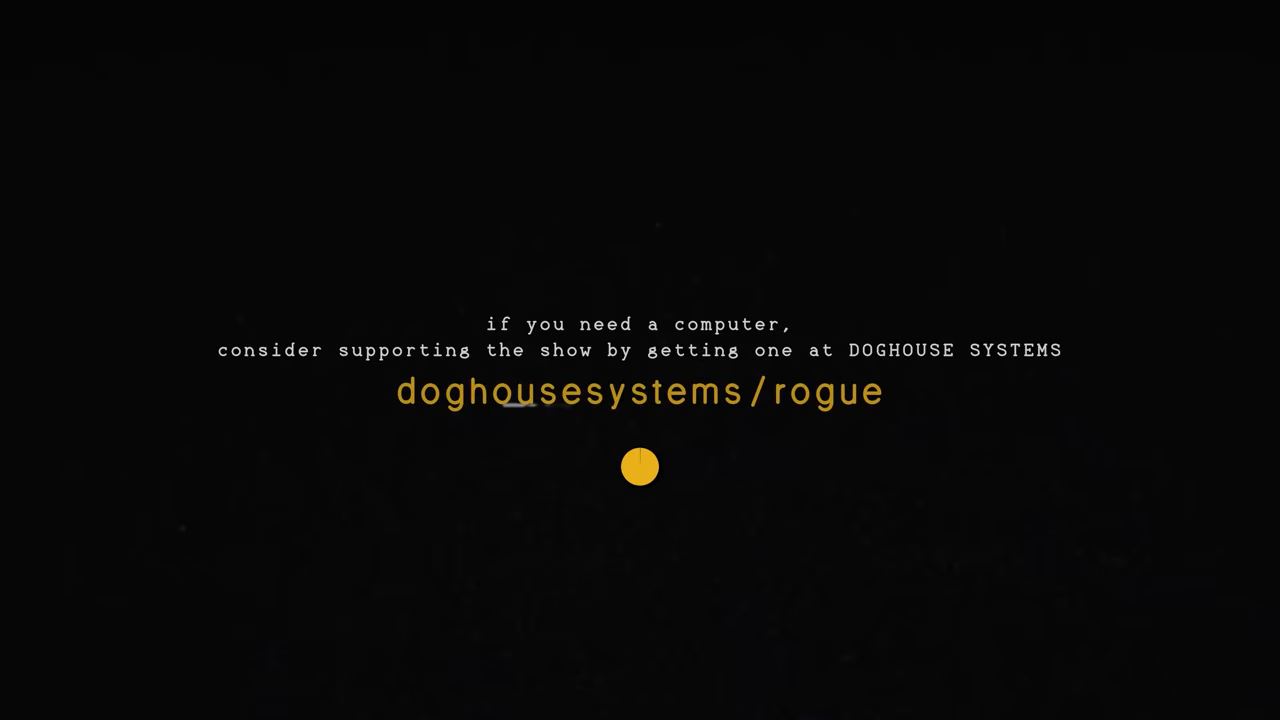 if you need a computer,
consider supporting the show by getting one at DOGHOUSE SYSTEMS
doghousesystems/rogue